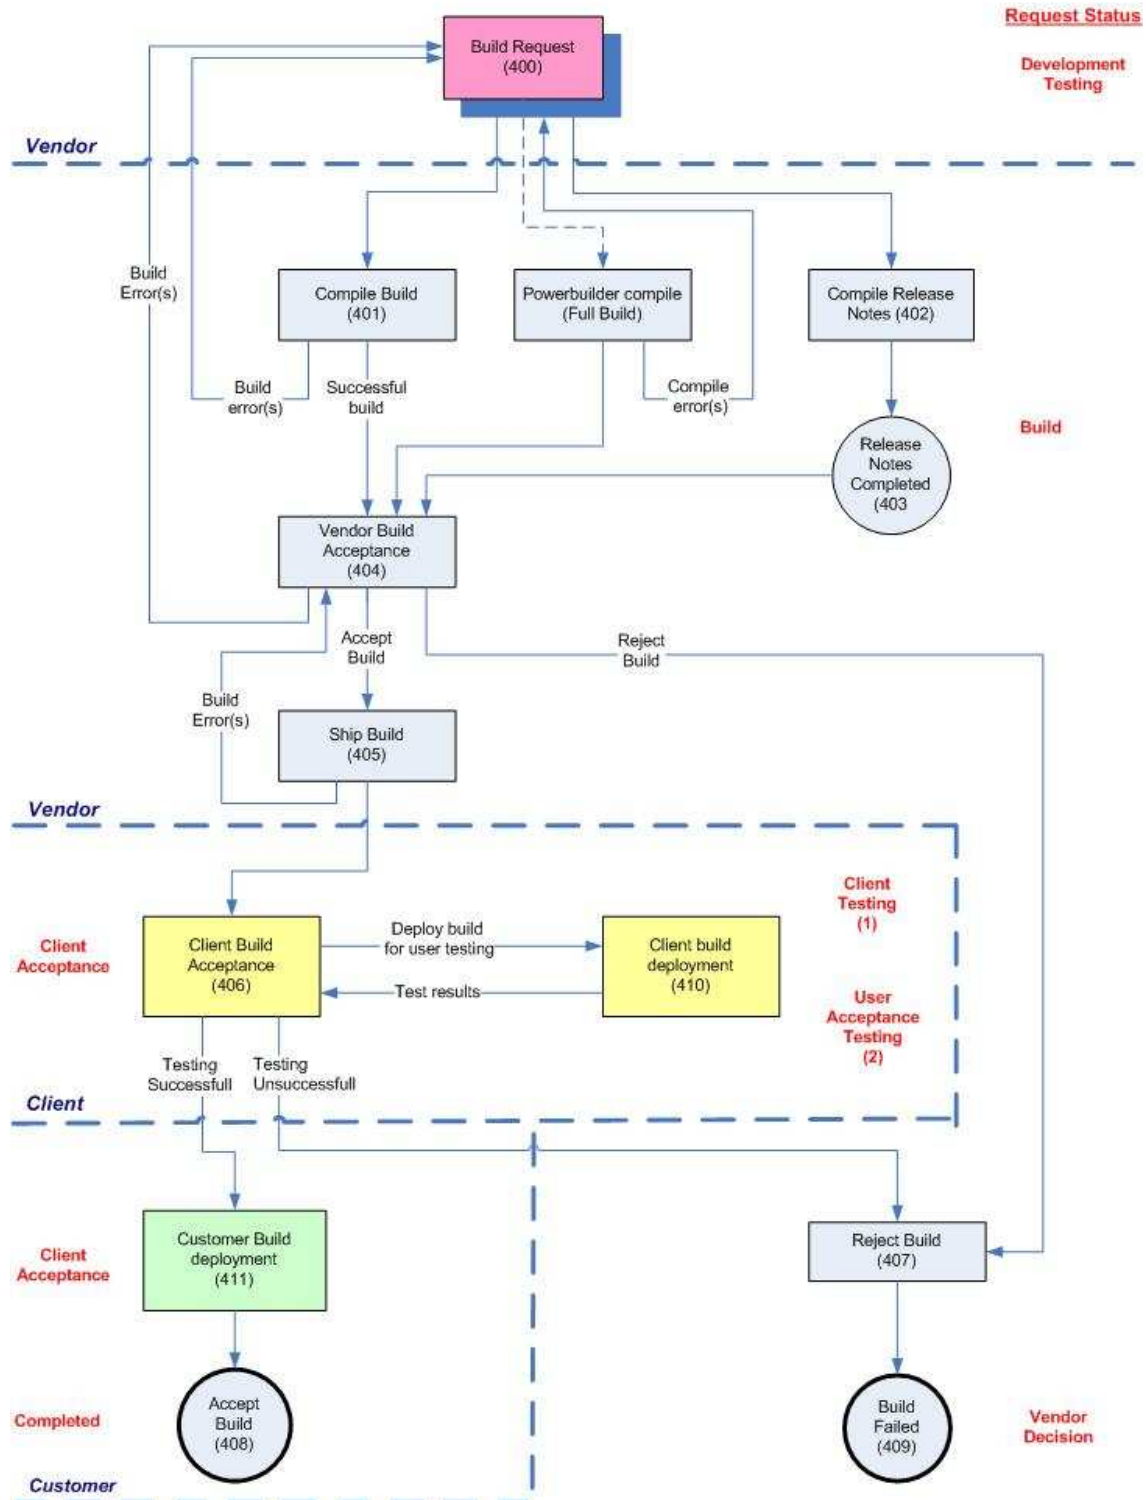 Request Status
Build Request
(400)
Development
Testing
Vendor
Build
Error(s)
Compile Build
(401)
Powerbuilder compile
(Full Build)
Compile Release
Notes (402)
Build
error(s)
Successful
build
Compile
error(s)
Build
Release
Notes
Completed
(403
Vendor Build
Acceptance
(404)
Accept
Build
Reject
Build
Build
Error(s)
Ship Build
(405)
Vendor
Client
Testing
(1)
Client
Acceptance
Client Build
Acceptance
(406)
Deploy build
for user testing
Test results
Client build
deployment
(410)
User
Acceptance
Testing
(2)
Testing
Successfull
Testing
Unsuccessfull
Client
Client
Acceptance
Customer Build
deployment
(411)
Reject Build
(407)
Completed
Accept
Build
(408)
Build
Failed
(409)
Vendor
Decision
Customer